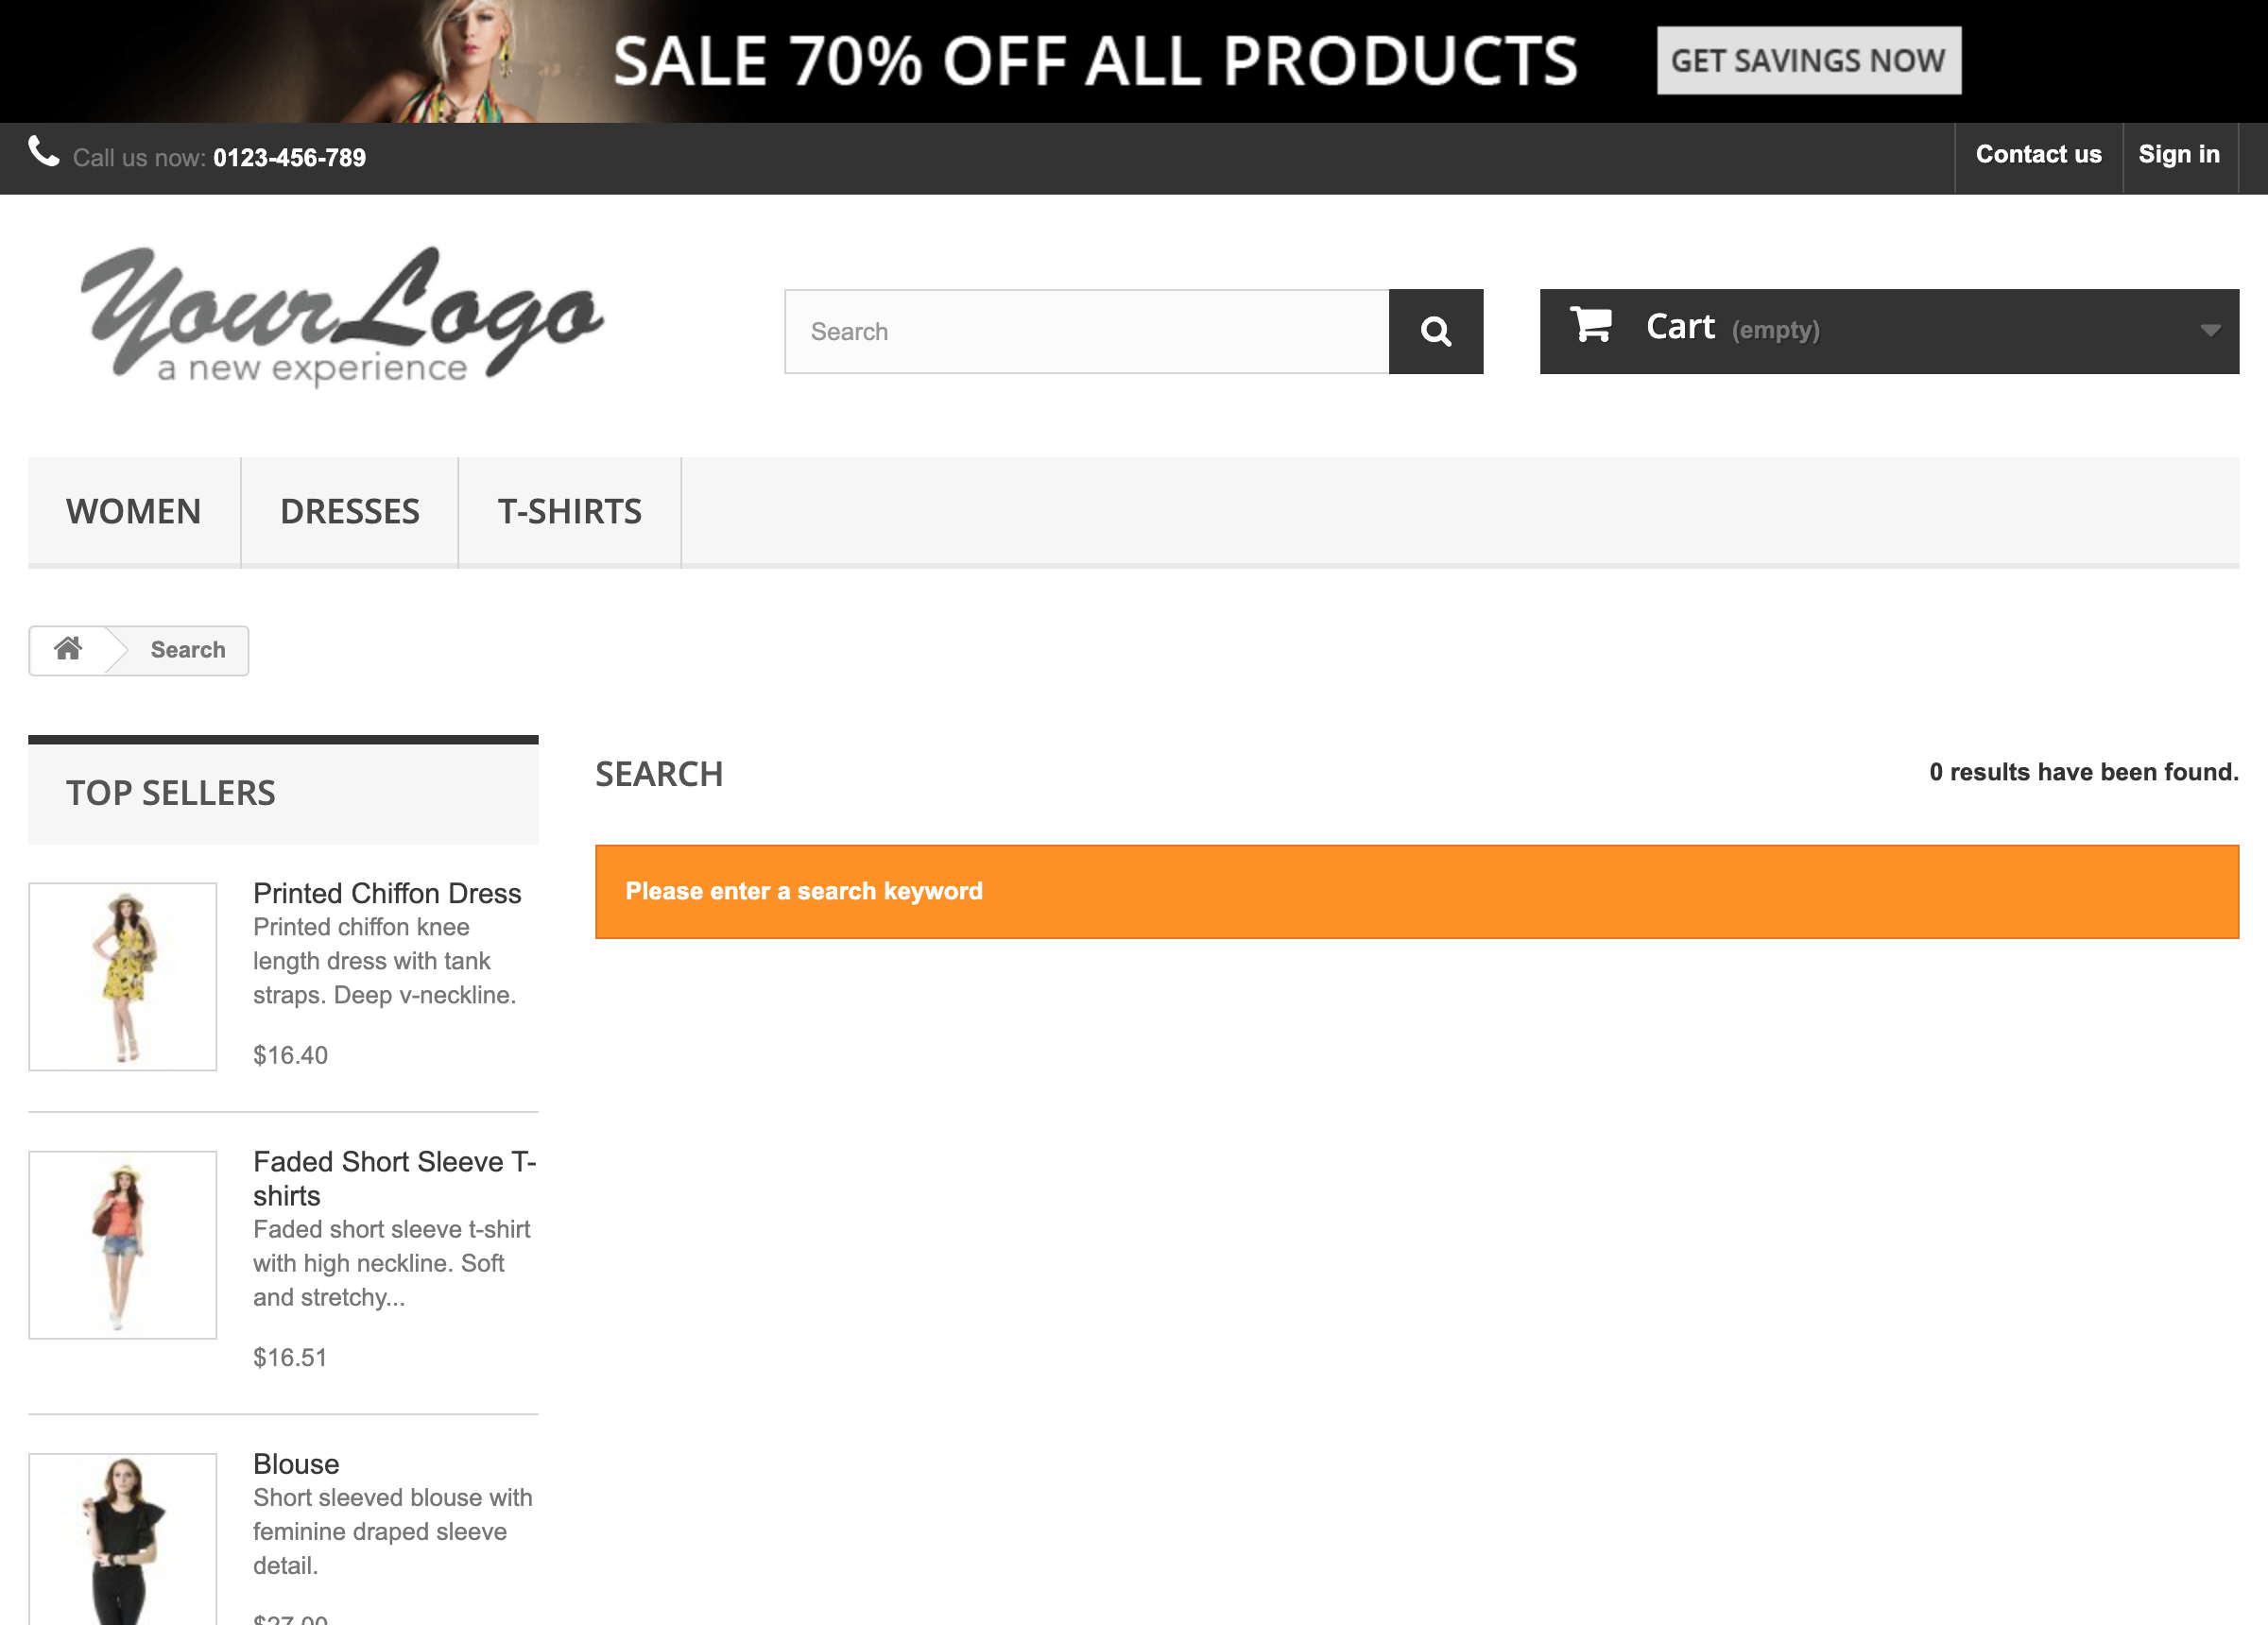 SALE 70% OFF ALL PRODUCTS
GET SAVINGS NOW
Call us now: 0123-456-789
Contact us
Sign in
YourLogo
a new experience
Search
Cart (empty)
WOMEN
DRESSES
T-SHIRTS
Search
TOP SELLERS
Printed Chiffon Dress
Printed chiffon knee
length dress with tank
straps. Deep v-neckline.
$16.40
Faded Short Sleeve T-
shirts
Faded short sleeve t-shirt
with high neckline. Soft
and stretchy...
$16.51
Blouse
Short sleeved blouse with
feminine draped sleeve
detail.
$27.00
SEARCH
0 results have been found.
Please enter a search keyword